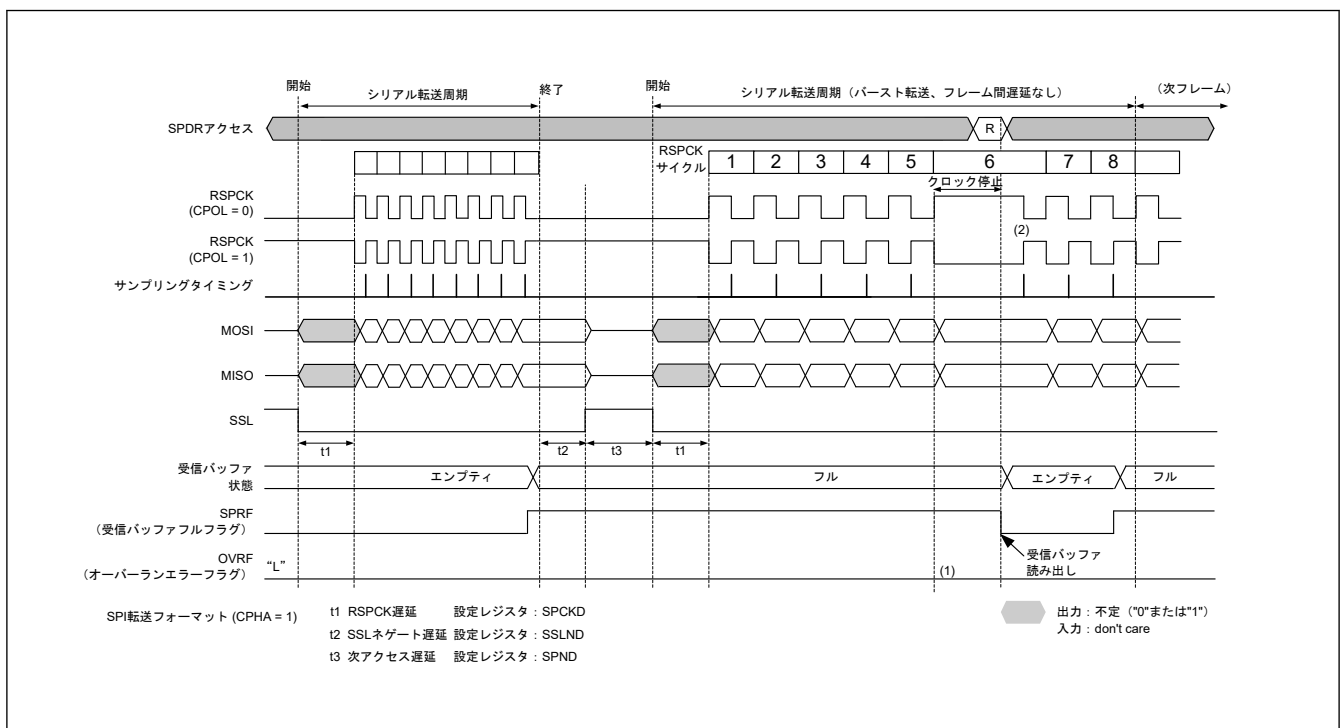 開始
シリアル転送周期
終了
開始
シリアル転送周期（バースト転送、フレーム間遅延なし）
（次フレーム）
SPDRアクセス
R
RSPCK
サイクル
1 2 3 4 5 6 7 8
クロック停止
RSPCK
(CPOL = 0)
(2)
RSPCK
(CPOL = 1)
サンプリングタイミング
MOSI
MISO
SSL
t1
t2
t3
t1
受信バッファ
状態
エンプティ
フル
エンプティ
フル
SPRF
（受信バッファフルフラグ）
受信バッファ
読み出し
OVRF
（オーバーランエラーフラグ）
“L”
(1)
SPI転送フォーマット (CPHA = 1)
t1 RSPCK遅延 設定レジスタ：SPCKD
t2 SSLネゲート遅延 設定レジスタ：SSLND
t3 次アクセス遅延 設定レジスタ：SPND
出力：不定（"0"または"1"）
入力：don't care